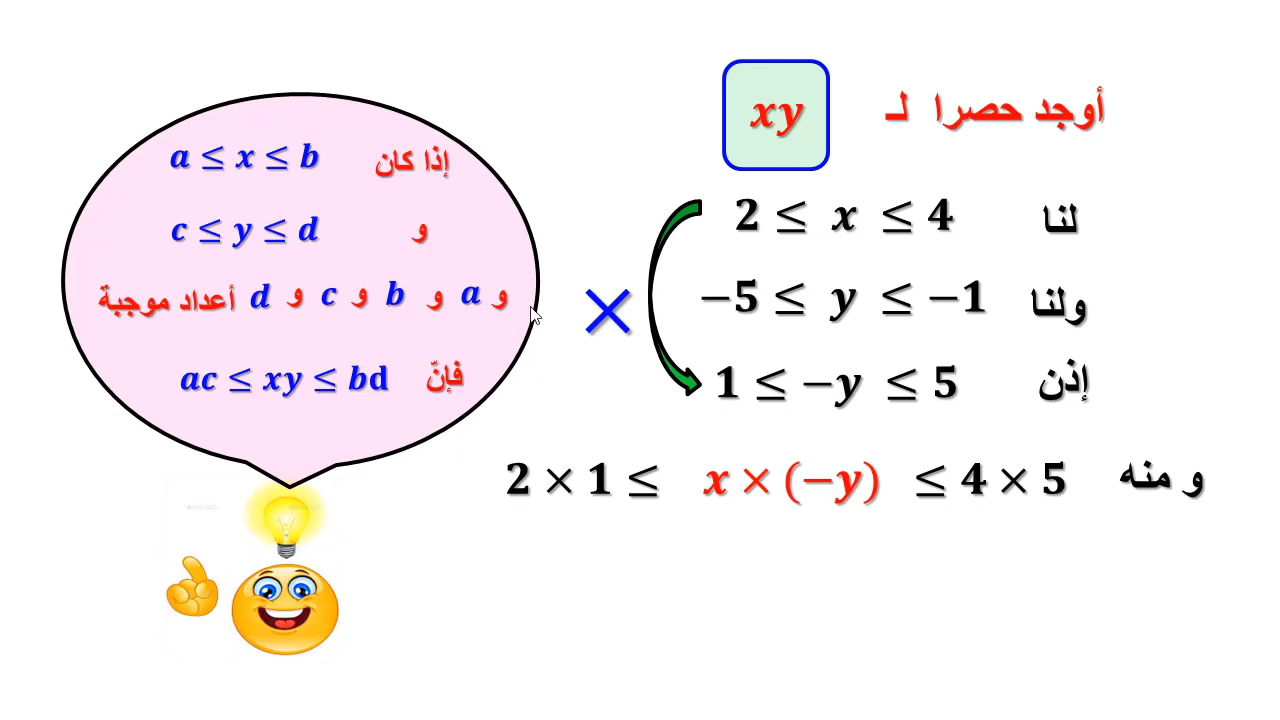 أوجد حصرا لـ xy
لنا 2 ≤ x ≤ 4
ولنا −5 ≤ y ≤ −1
إذن 1 ≤ −y ≤ 5
×
و منه 2 × 1 ≤ x × (−y) ≤ 4 × 5
إذا كان a ≤ x ≤ b
و c ≤ y ≤ d
و a و b و c و d أعداد موجبة
فإنّ ac ≤ xy ≤ bd